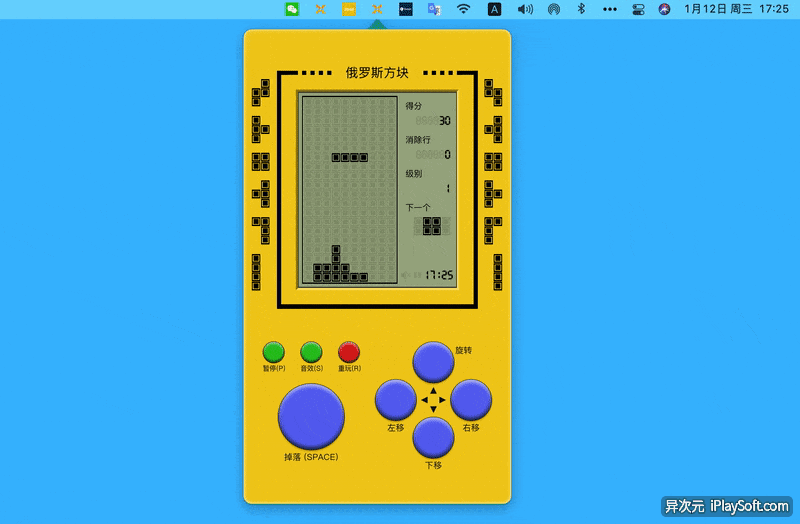 A
1月12日 周三 17:25
俄罗斯方块
得分
30
消除行
0
级别
1
下一个
17:25
暂停(P)
音效(S)
重玩(R)
旋转
左移
右移
下移
掉落 (SPACE)
异次元 iPlaySoft.com